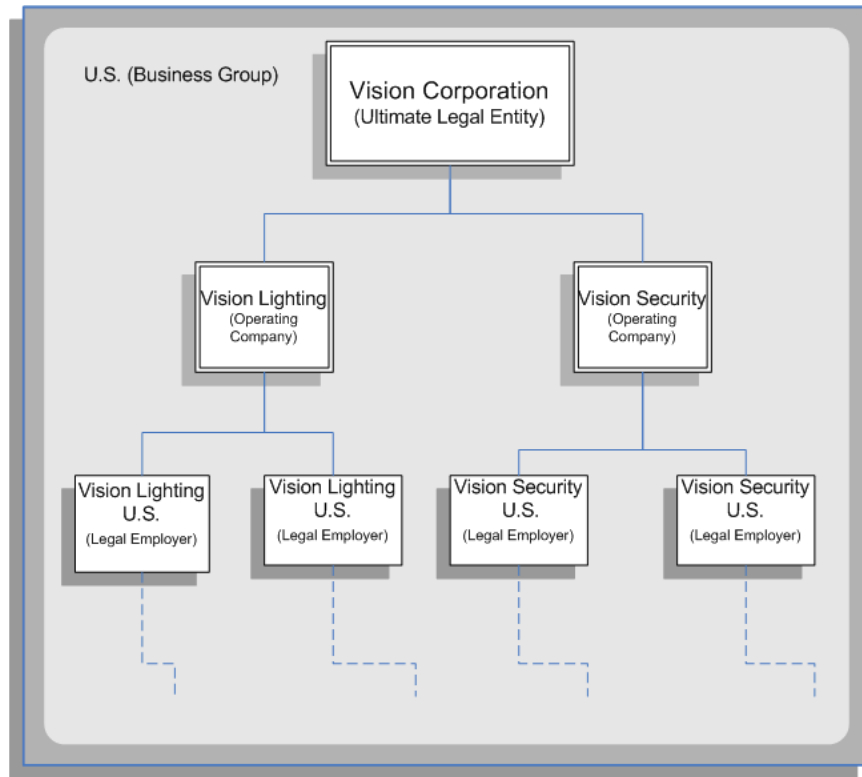 U.S. (Business Group)
Vision Corporation
(Ultimate Legal Entity)
Vision Lighting
(Operating
Company)
Vision Security
(Operating
Company)
Vision Lighting
U.S.
(Legal Employer)
Vision Lighting
U.S.
(Legal Employer)
Vision Security
U.S.
(Legal Employer)
Vision Security
U.S.
(Legal Employer)